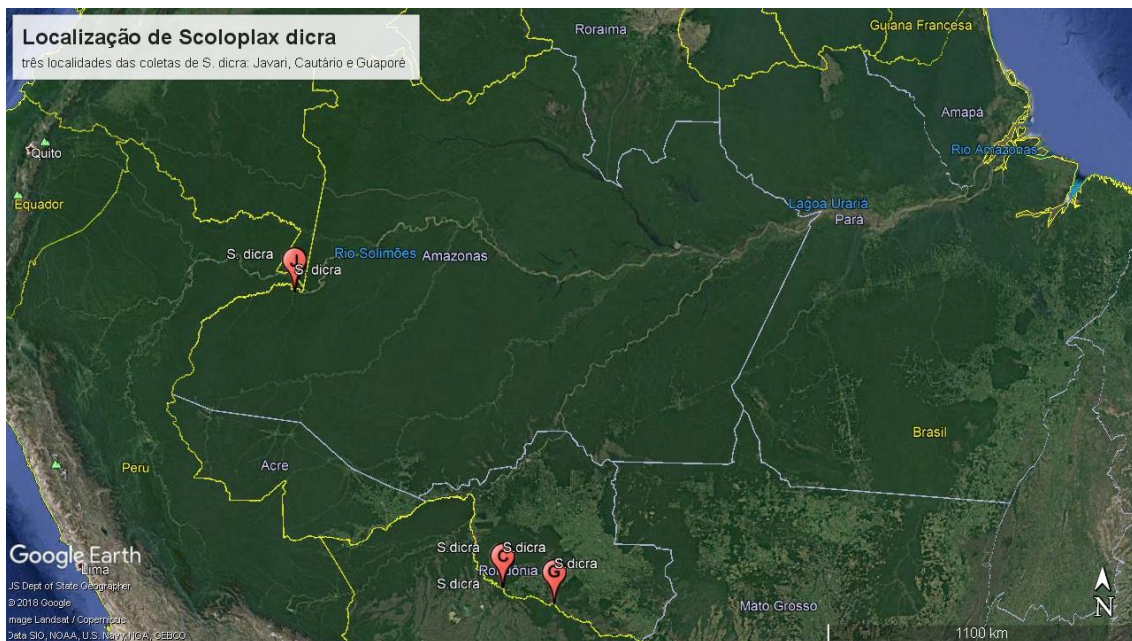 Localização de Scoloplax dicra
três localidades das coletas de S. dicra: Javari, Cautário e Guaporé
Roraima
Guiana Francesa
Amapá
Rio Amazonas
Quito
Equador
Lagoa Urariá
Pará
S. dicra
J
S. dicra
Rio Solimões
Amazonas
Brasil
Peru
Acre
S.dicra
S.dicra
C
S.dicra
G
Rondônia
S.dicra
Google Earth
Lima
US Dept of State Geographer
© 2018 Google
Image Landsat / Copernicus
Data SIO, NOAA, U.S. Navy, NGA, GEBCO
Mato Grosso
N
1100 km